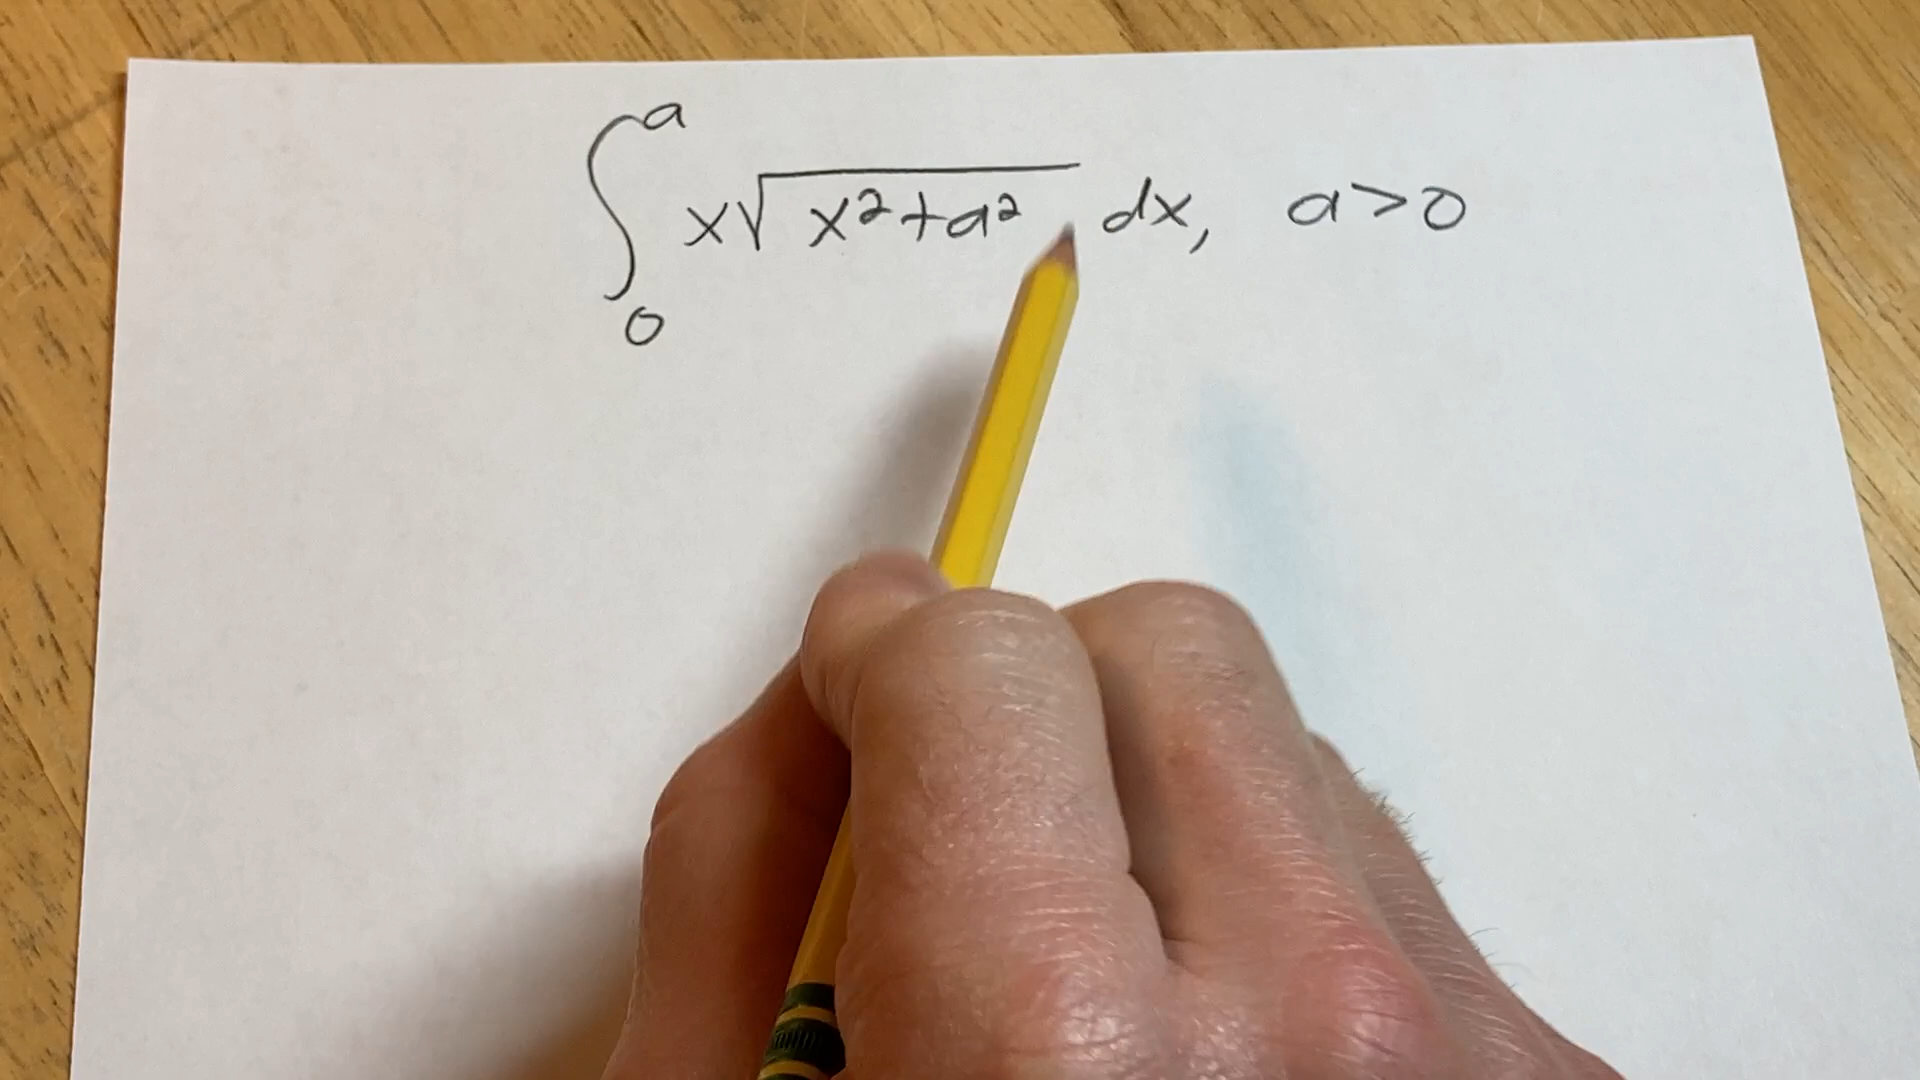 ∫₀ᵃ x√(x²+a²) dx, a>0